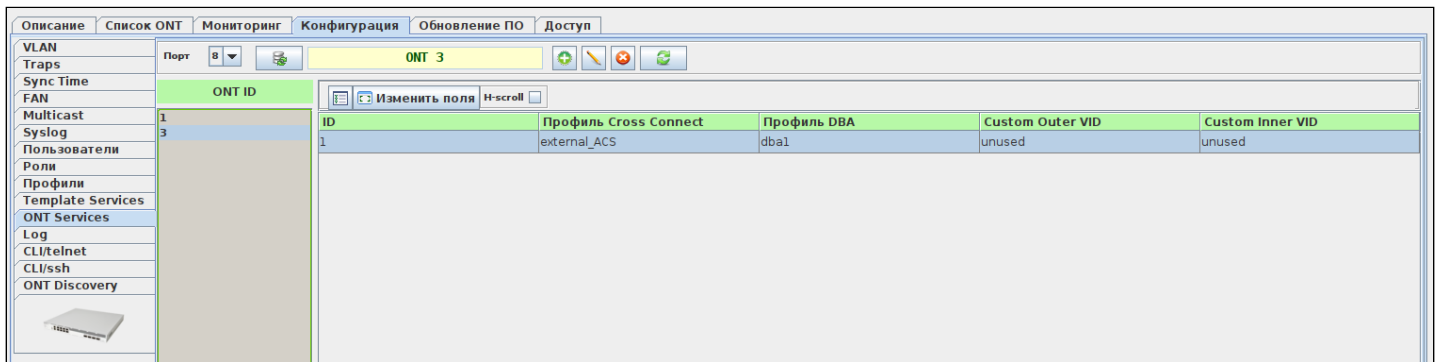 Описание Список ONT Мониторинг Конфигурация Обновление ПО Доступ
VLAN
Traps
Sync Time
FAN
Multicast
Syslog
Пользователи
Роли
Профили
Template Services
ONT Services
Log
CLI/telnet
CLI/ssh
ONT Discovery
Порт 8 ONT 3
ONT ID
1
3
Изменить поля H-scroll
ID Профиль Cross Connect Профиль DBA Custom Outer VID Custom Inner VID
1 external_ACS dba1 unused unused